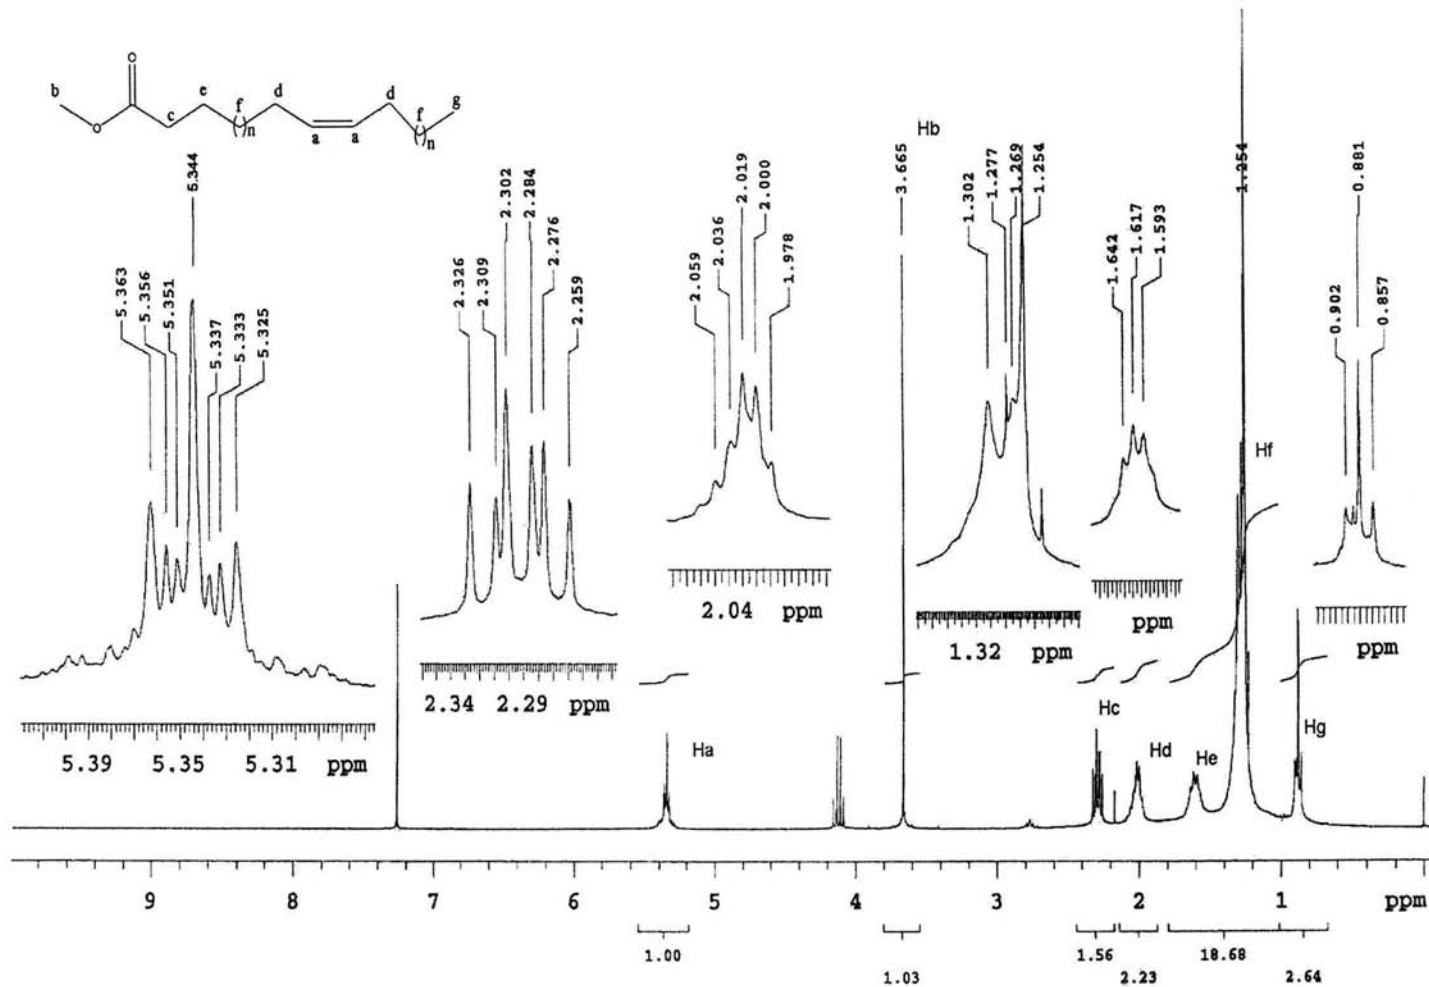 O
b
e
d
d
g
f
f
c
n
n
O
a
a
5.363
5.356
5.351
5.344
5.337
5.333
5.325
2.326
2.309
2.302
2.284
2.276
2.259
2.059
2.036
2.019
2.000
1.978
3.665
Hb
1.302
1.277
1.269
1.254
1.642
1.617
1.593
1.254
0.902
0.881
0.857
Hf
2.04 ppm
1.32 ppm
ppm
ppm
2.34 2.29 ppm
5.39 5.35 5.31 ppm
Ha
Hc
Hd
He
Hg
9 8 7 6 5 4 3 2 1 ppm
1.00
1.03
1.56
2.23
18.68
2.64